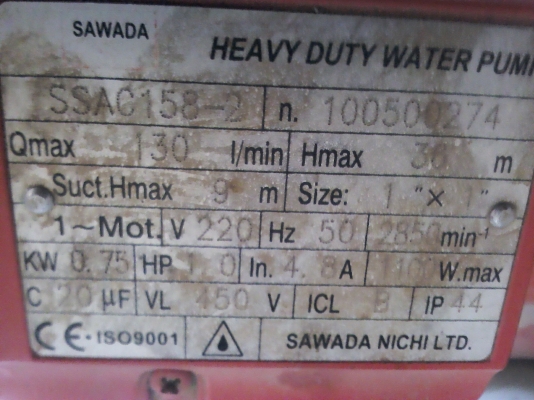 SAWADA
HEAVY DUTY WATER PUMP
SSAC158-2 n. 100500274
Qmax 130 l/min Hmax 36 m
Suct.Hmax 9 m Size: 1 "× 1"
1~Mot. V 220 Hz 50 2850 min⁻¹
KW 0.75 HP 1.0 In. 4.8 A 1100 W.max
C 20 µF VL 450 V ICL B IP 44
CE·ISO9001 SAWADA NICHI LTD.